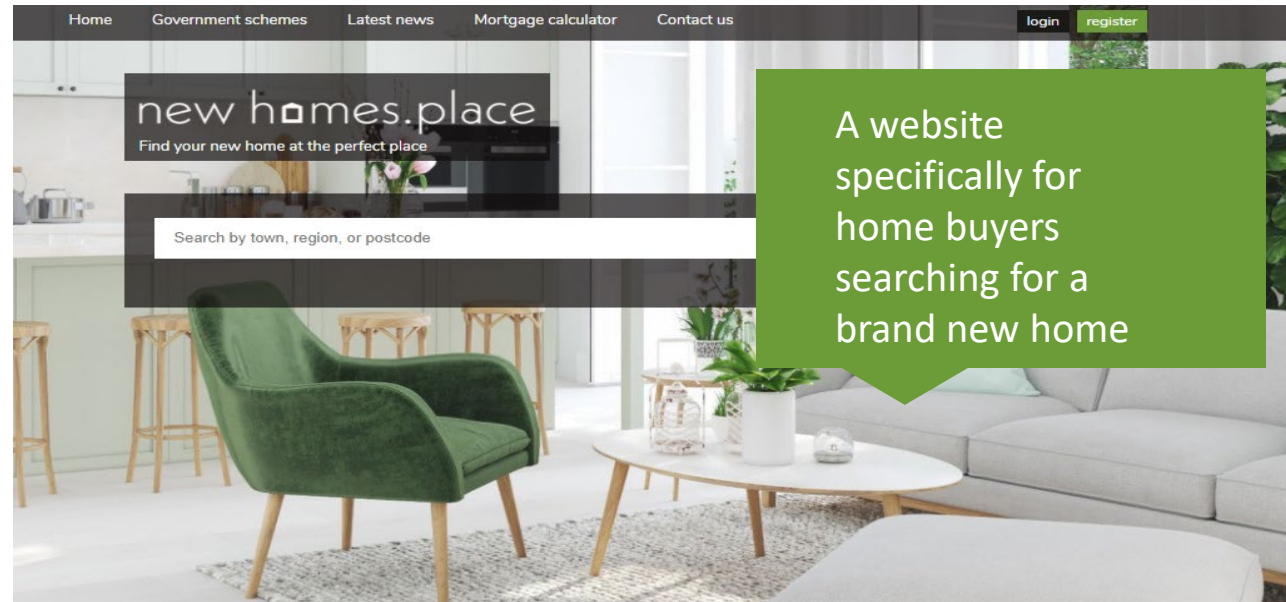 Home Government schemes Latest news Mortgage calculator Contact us login register
new homes.place
Find your new home at the perfect place
Search by town, region, or postcode
A website
specifically for
home buyers
searching for a
brand new home